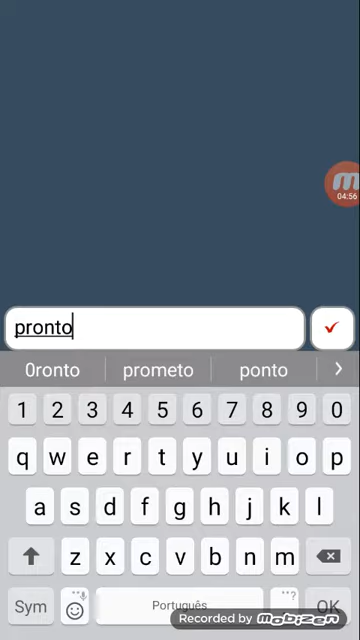 04:56
pronto
0ronto prometo ponto
1 2 3 4 5 6 7 8 9 0
q w e r t y u i o p
a s d f g h j k l
z x c v b n m
Sym Português ? OK
Recorded by mobizen